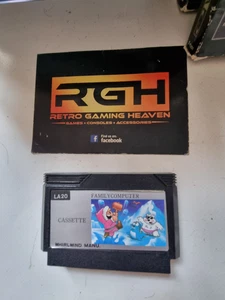 RGH
RETRO GAMING HEAVEN
GAMES • CONSOLES • ACCESSORIES
Find us on:
facebook
LA20
FAMILY COMPUTER
CASSETTE